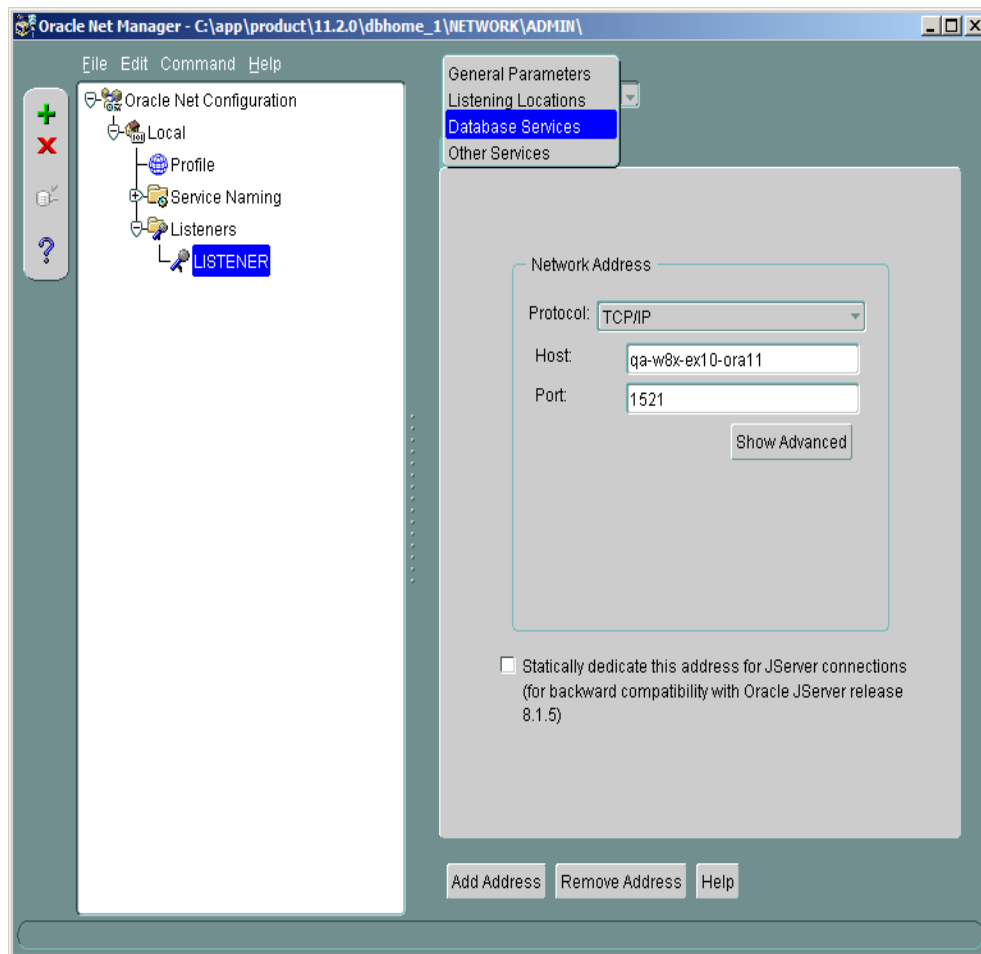 Oracle Net Manager - C:\app\product\11.2.0\dbhome_1\NETWORK\ADMIN\
File Edit Command Help
Oracle Net Configuration
Local
Profile
Service Naming
Listeners
LISTENER
General Parameters
Listening Locations
Database Services
Other Services
Network Address
Protocol: TCP/IP
Host: qa-w8x-ex10-ora11
Port: 1521
Show Advanced
Statically dedicate this address for JServer connections
(for backward compatibility with Oracle JServer release
8.1.5)
Add Address Remove Address Help